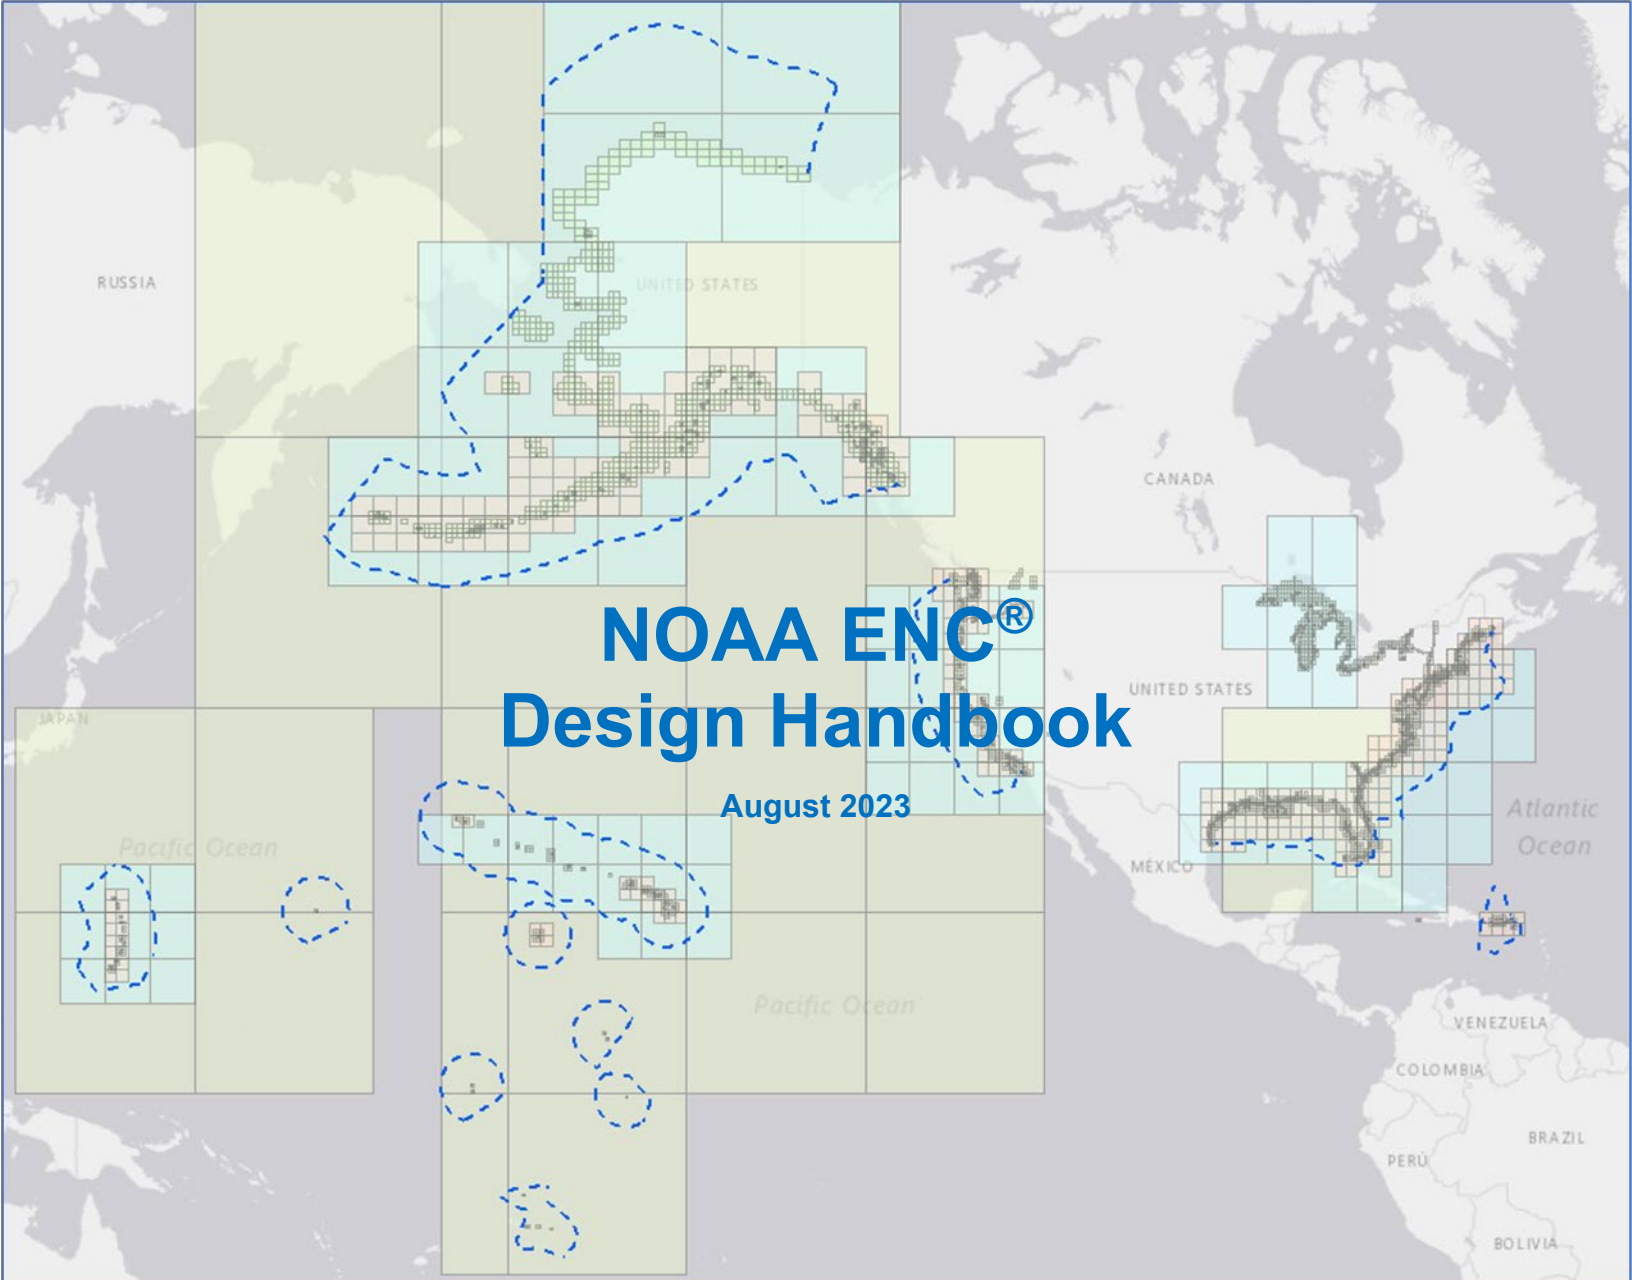 RUSSIA
UNITED STATES
CANADA
NOAA ENC®
Design Handbook
August 2023
UNITED STATES
JAPAN
Atlantic
Ocean
Pacific Ocean
MÉXICO
Pacific Ocean
VENEZUELA
COLOMBIA
BRAZIL
PERÚ
BOLIVIA